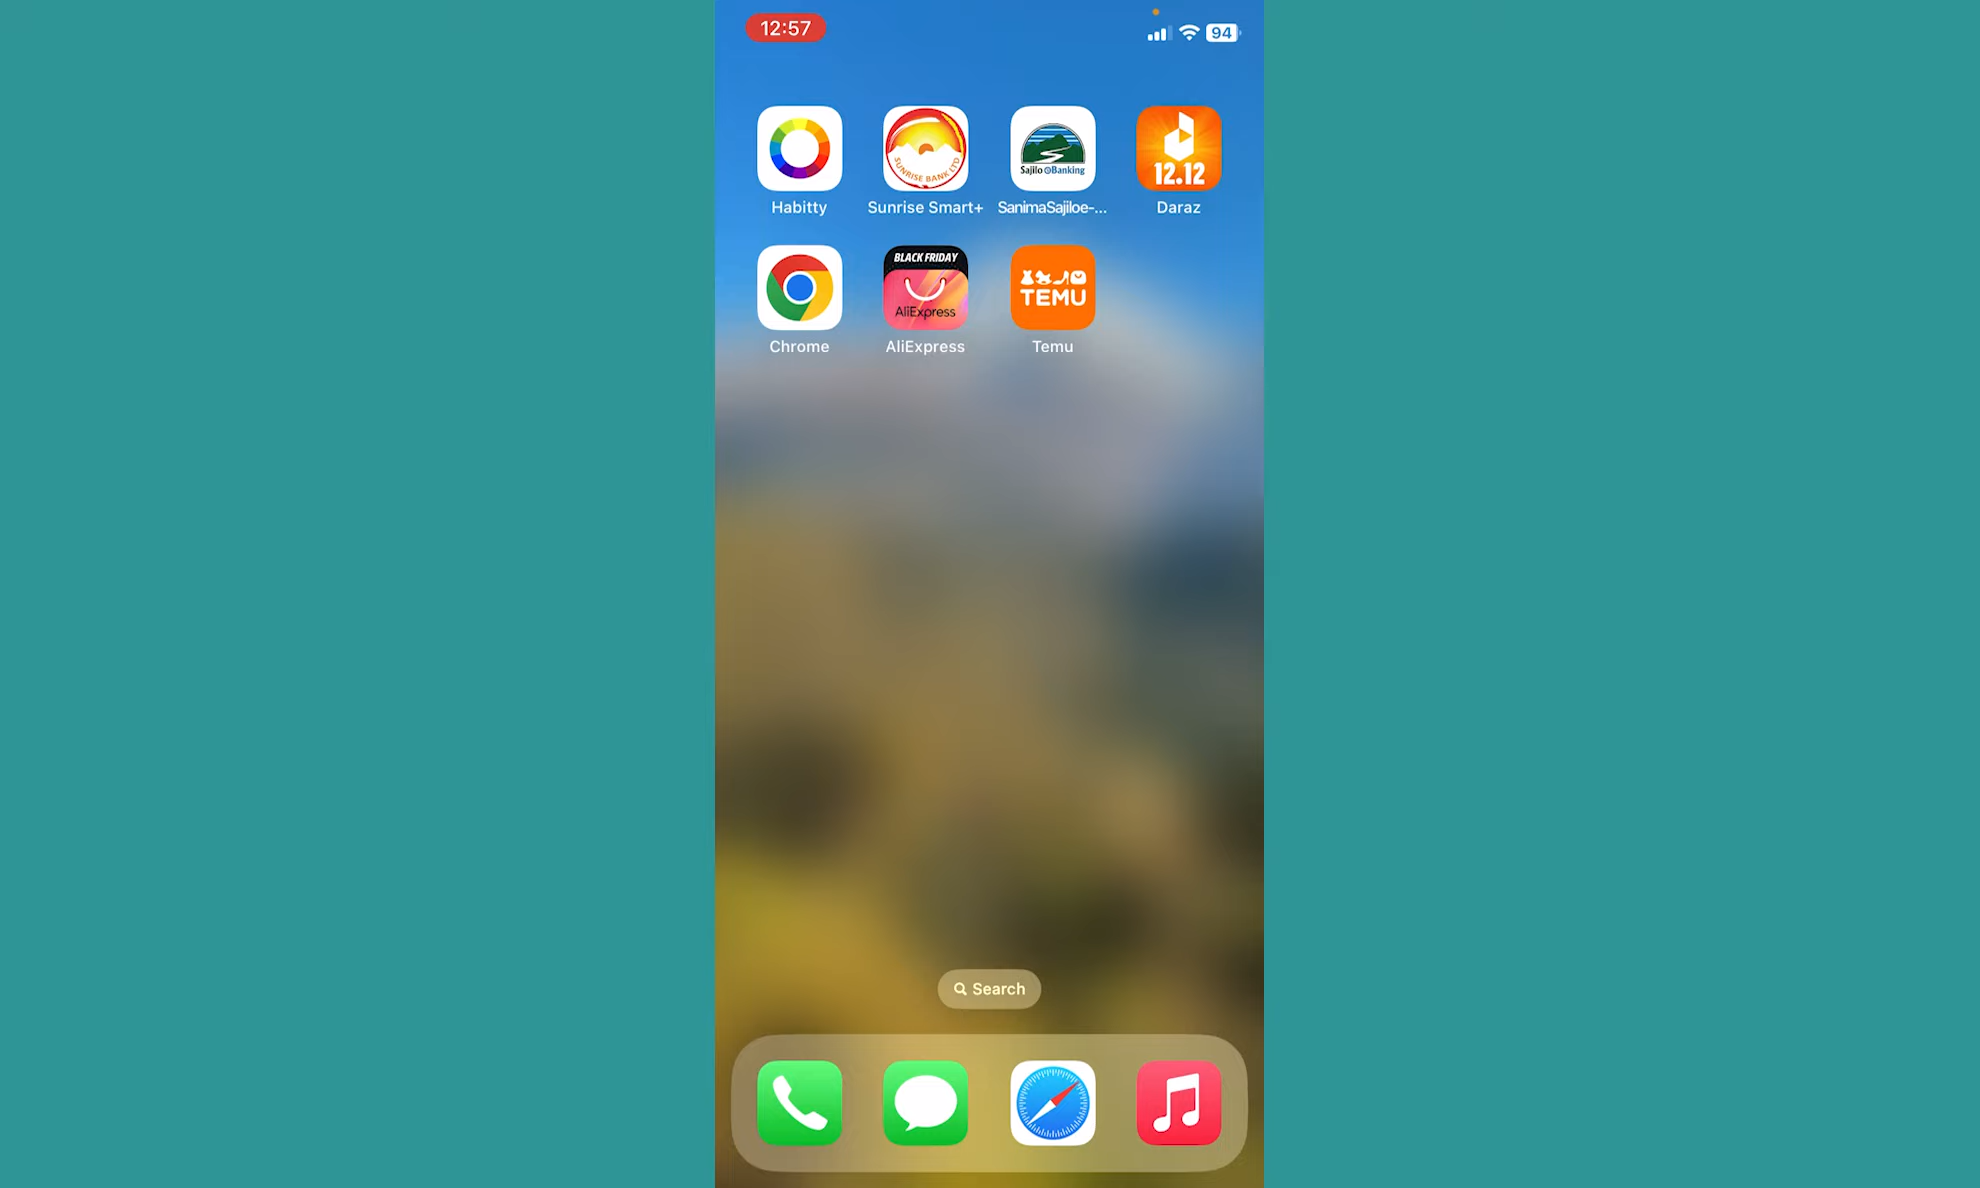 12:57
94
SUNRISE BANK LTD
Sajilo eBanking
12.12
Habitty
Sunrise Smart+
SanimaSajiloe-...
Daraz
BLACK FRIDAY
AliExpress
TEMU
Chrome
AliExpress
Temu
Search